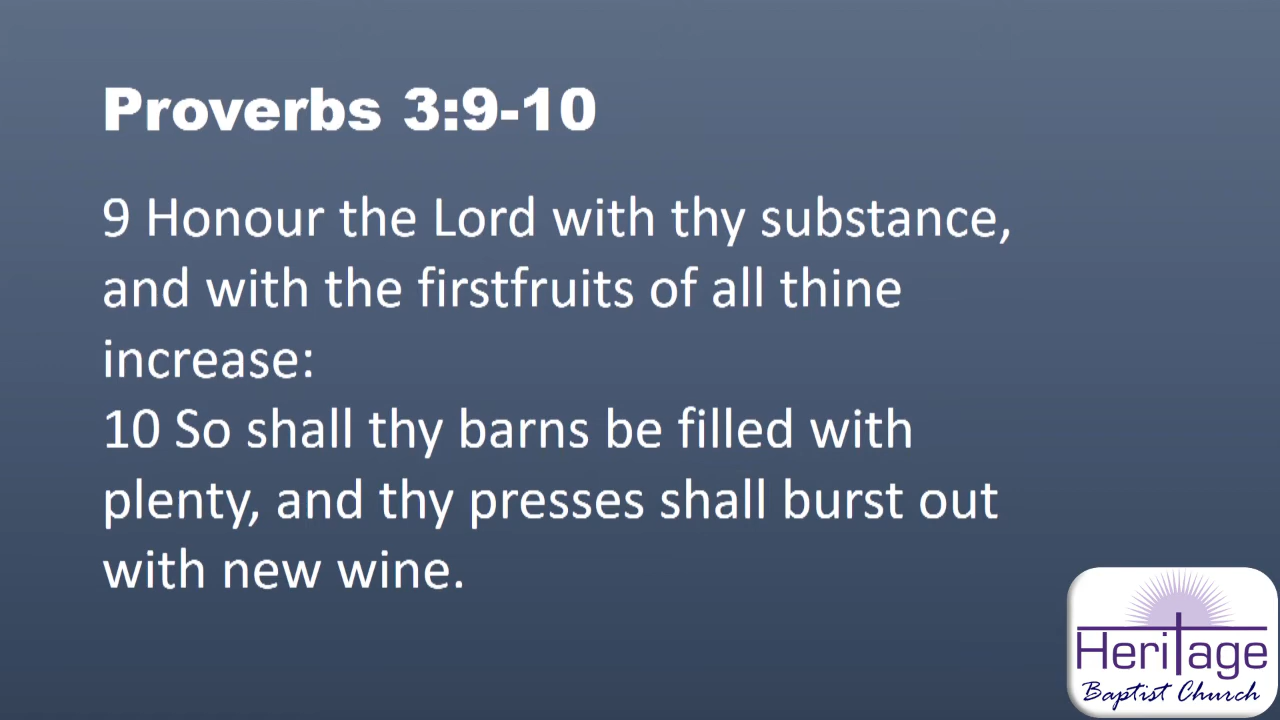 Proverbs 3:9-10
9 Honour the Lord with thy substance,
and with the firstfruits of all thine
increase:
10 So shall thy barns be filled with
plenty, and thy presses shall burst out
with new wine.
Heritage
Baptist Church